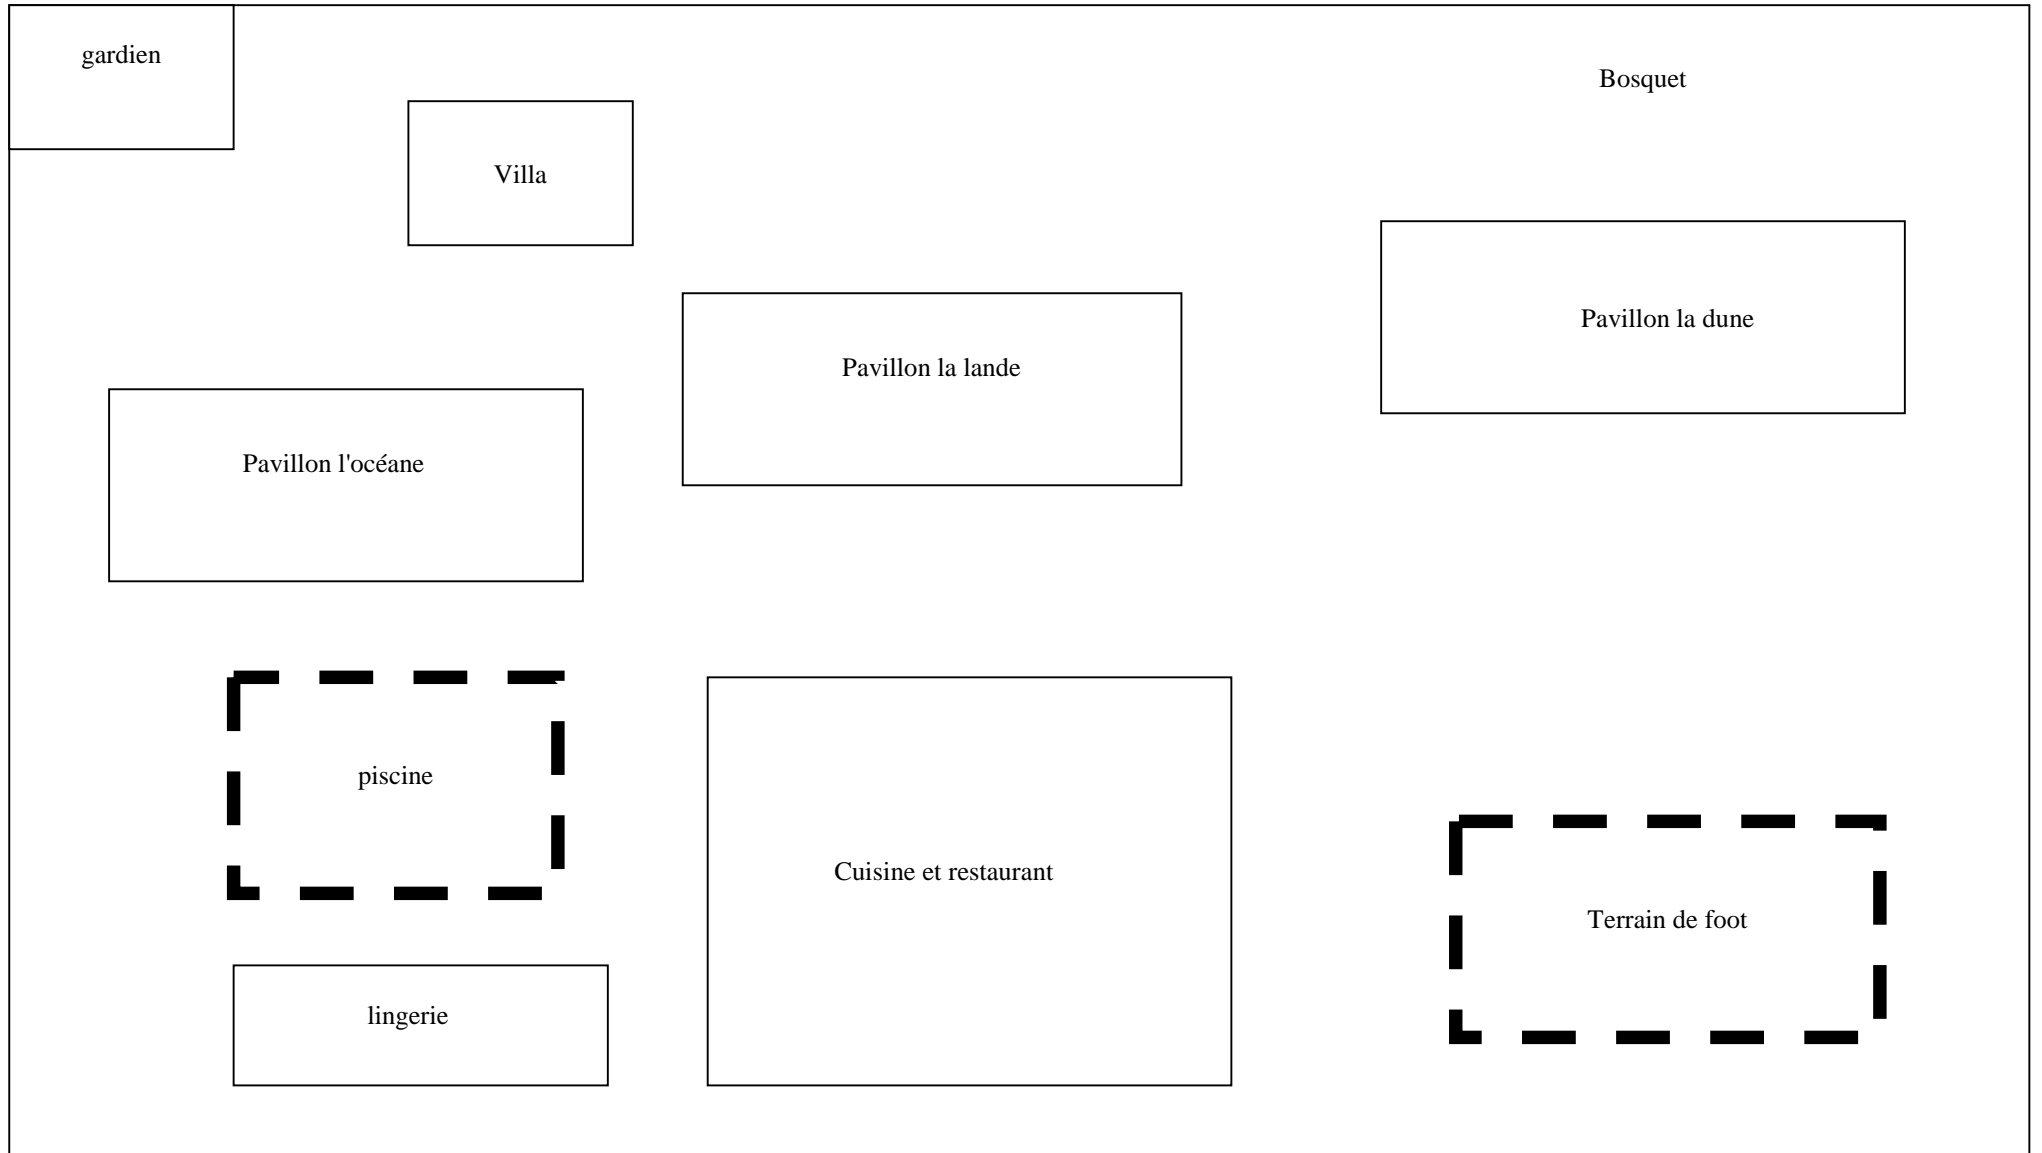 gardien
Bosquet
Villa
Pavillon la dune
Pavillon la lande
Pavillon l'océane
piscine
Cuisine et restaurant
Terrain de foot
lingerie